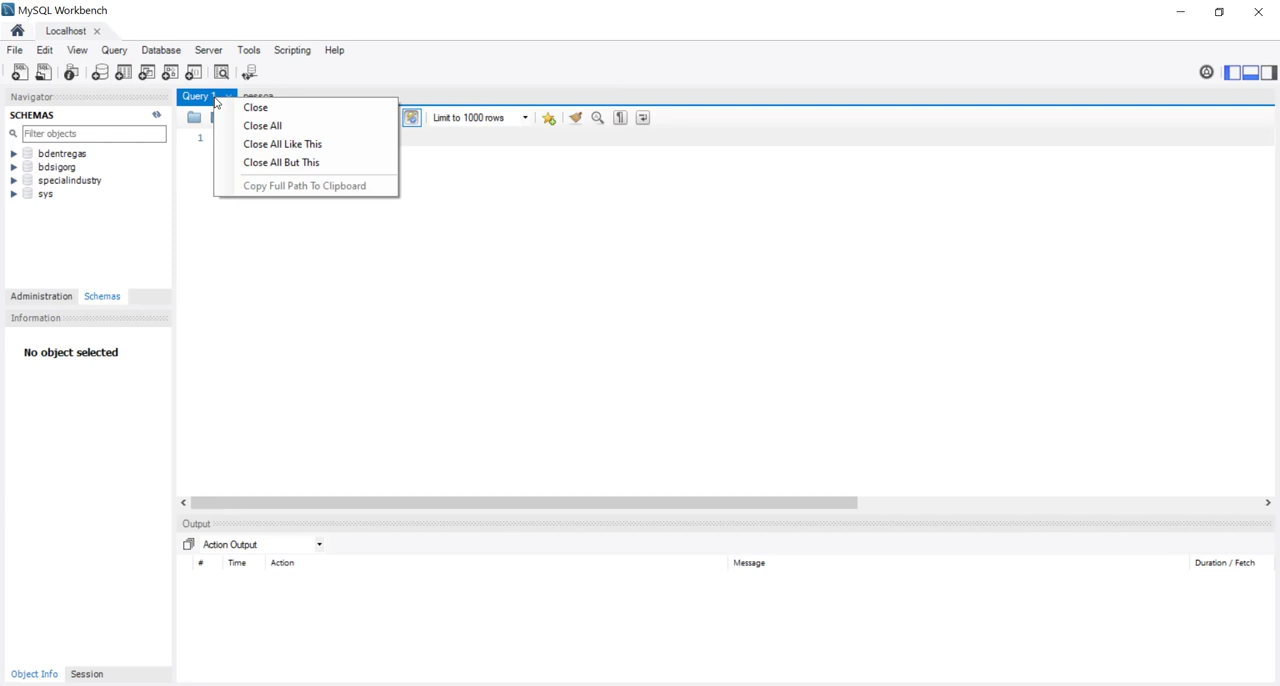 MySQL Workbench
Localhost
File Edit View Query Database Server Tools Scripting Help
Navigator
SCHEMAS
Filter objects
bdentregas
bdsigorg
specialindustry
sys
Administration Schemas
Information
No object selected
Object Info Session
Query 1
Close
Close All
Close All Like This
Close All But This
Copy Full Path To Clipboard
Limit to 1000 rows
1
Output
Action Output
# Time Action Message Duration / Fetch